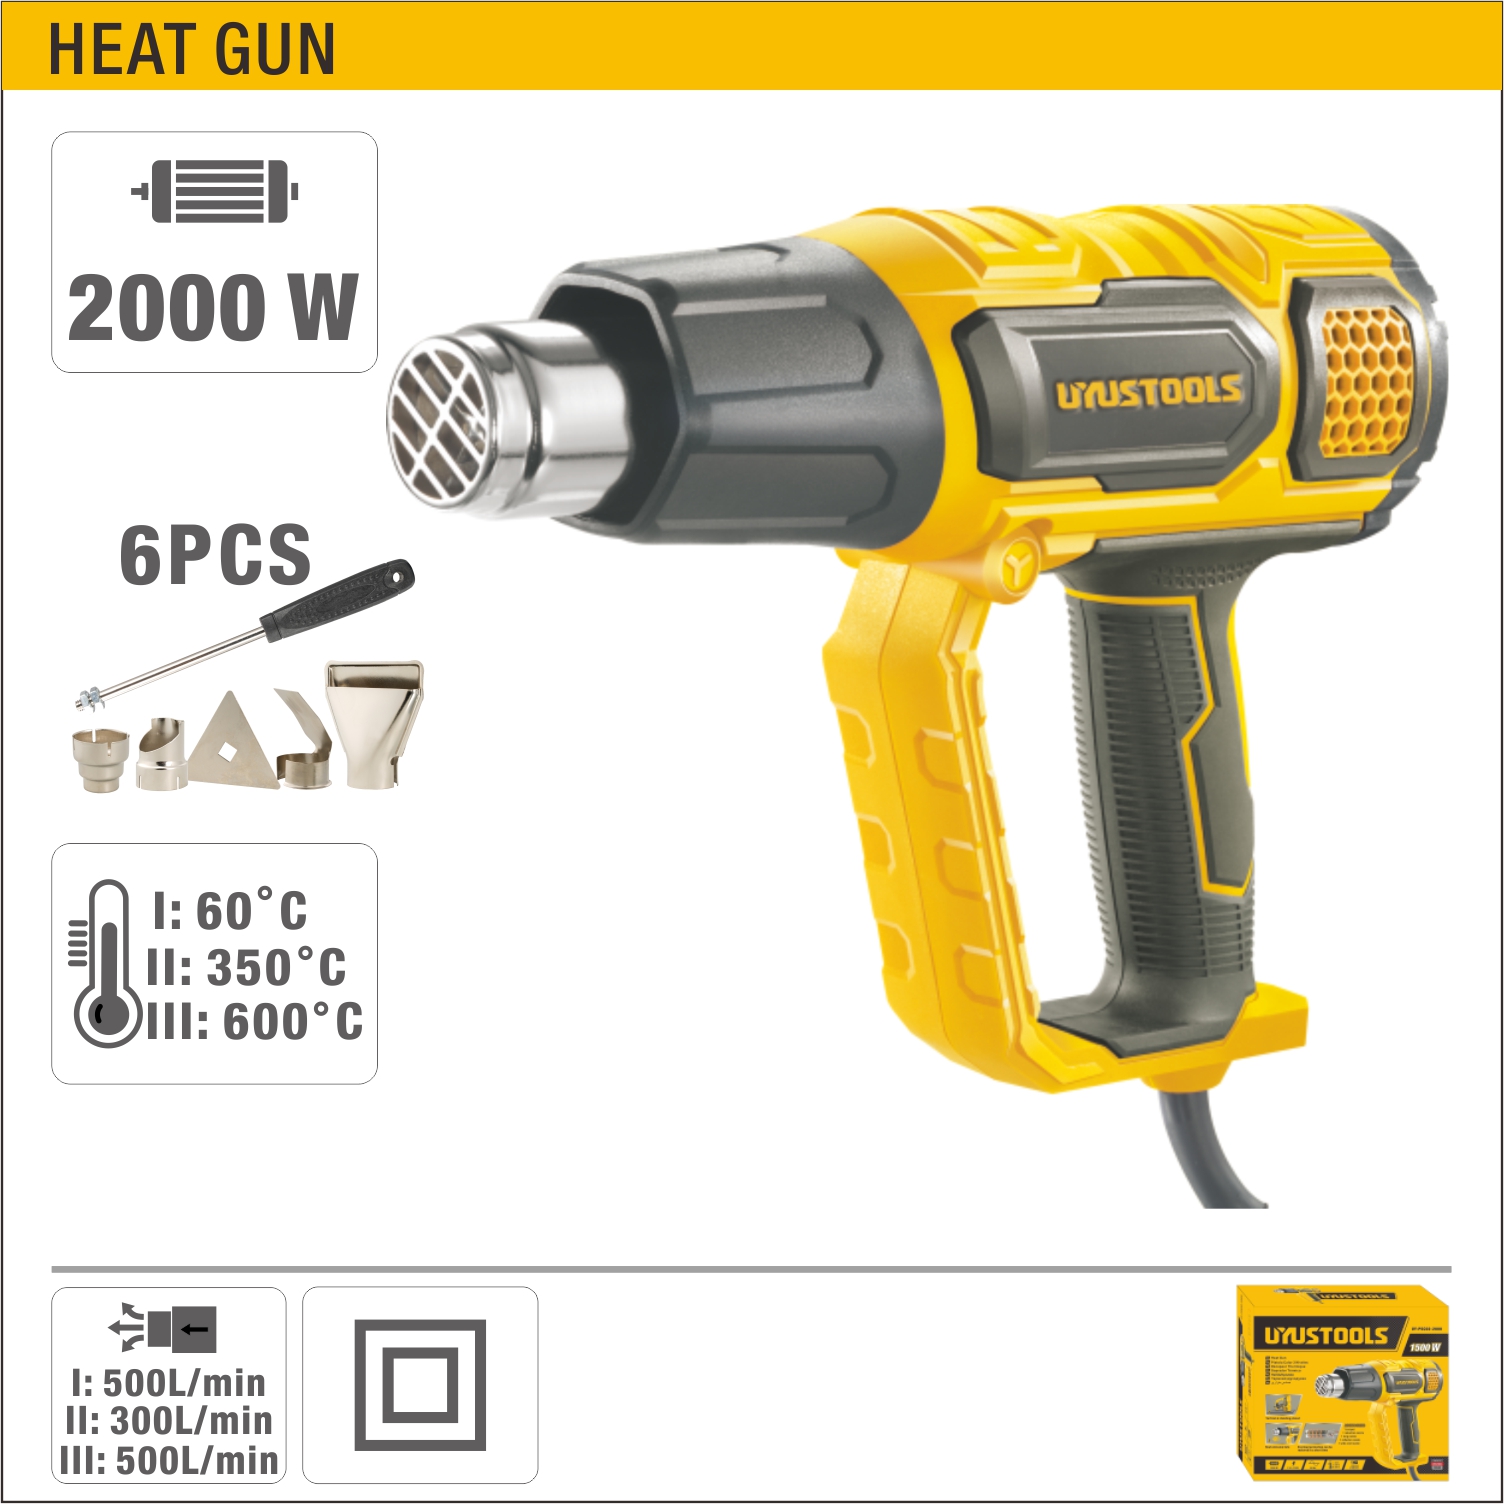 HEAT GUN
2000 W
UYUSTOOLS
6PCS
I: 60°C
II: 350°C
III: 600°C
I: 500L/min
II: 300L/min
III: 500L/min
UYUSTOOLS
UYUSTOOLS
1500 W